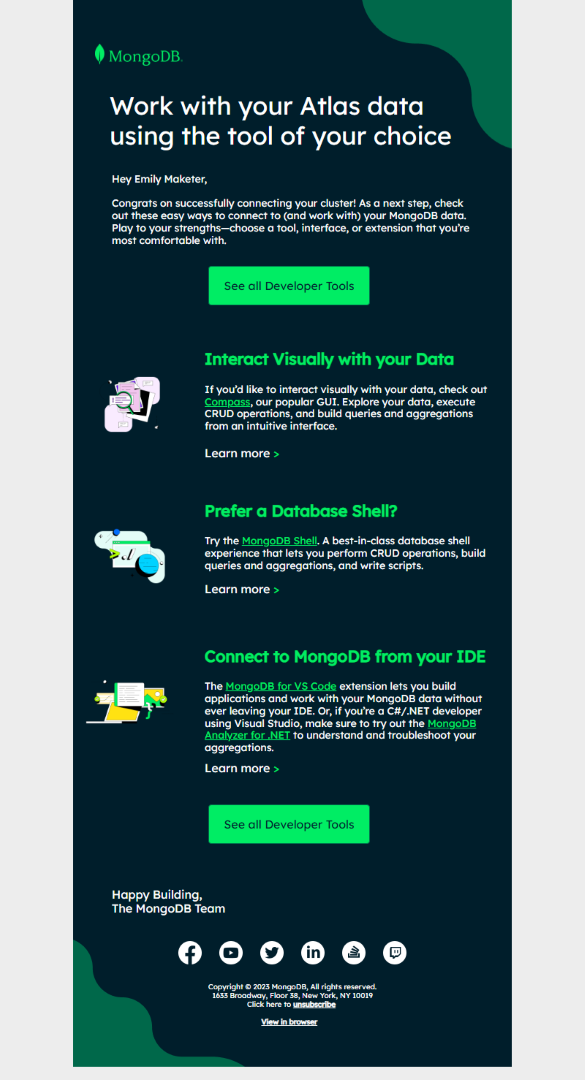 MongoDB.
Work with your Atlas data
using the tool of your choice
Hey Emily Maketer,
Congrats on successfully connecting your cluster! As a next step, check
out these easy ways to connect to (and work with) your MongoDB data.
Play to your strengths—choose a tool, interface, or extension that you're
most comfortable with.
See all Developer Tools
Interact Visually with your Data
If you'd like to interact visually with your data, check out
Compass, our popular GUI. Explore your data, execute
CRUD operations, and build queries and aggregations
from an intuitive interface.
Learn more >
Prefer a Database Shell?
Try the MongoDB Shell. A best-in-class database shell
experience that lets you perform CRUD operations, build
queries and aggregations, and write scripts.
Learn more >
Connect to MongoDB from your IDE
The MongoDB for VS Code extension lets you build
applications and work with your MongoDB data without
ever leaving your IDE. Or, if you're a C#/.NET developer
using Visual Studio, make sure to try out the MongoDB
Analyzer for .NET to understand and troubleshoot your
aggregations.
Learn more >
See all Developer Tools
Happy Building,
The MongoDB Team
Copyright © 2023 MongoDB, All rights reserved.
1633 Broadway, Floor 38, New York, NY 10019
Click here to unsubscribe
View in browser